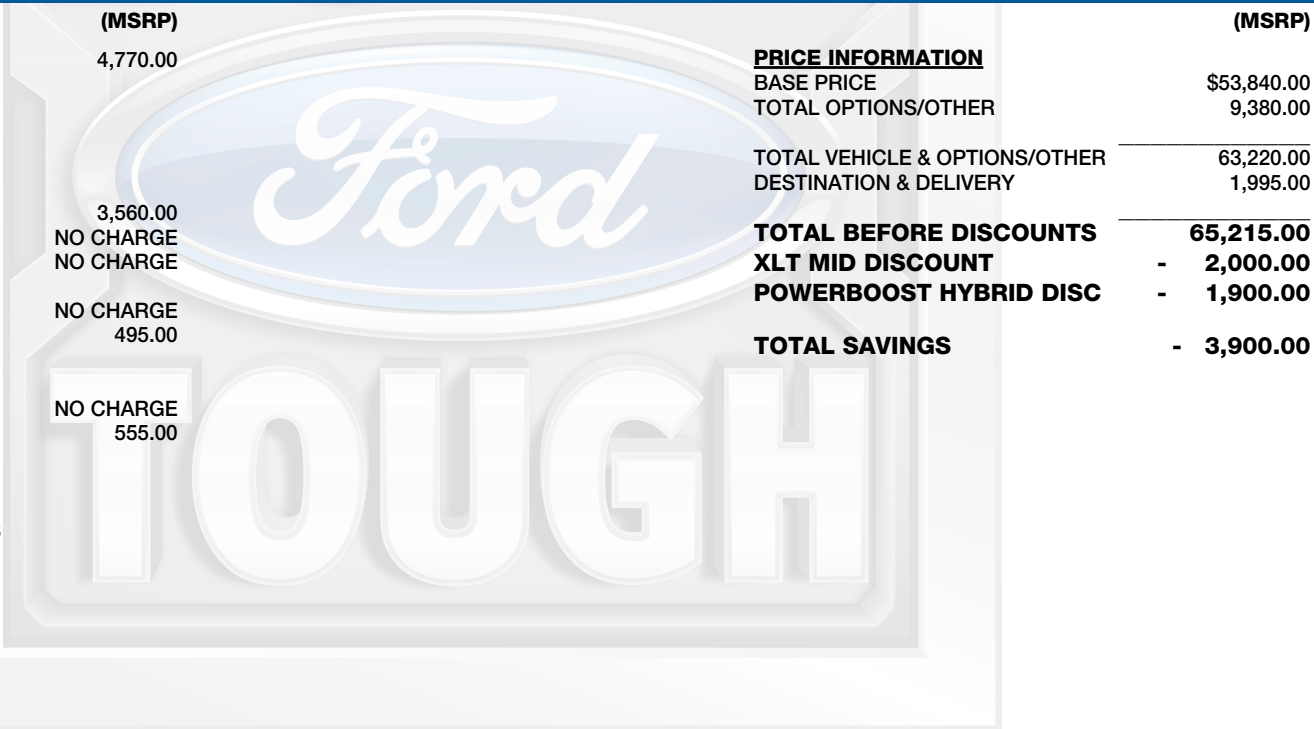 (MSRP)
4,770.00
3,560.00
NO CHARGE
NO CHARGE
NO CHARGE
495.00
NO CHARGE
555.00
(MSRP)
PRICE INFORMATION
BASE PRICE $53,840.00
TOTAL OPTIONS/OTHER 9,380.00
TOTAL VEHICLE & OPTIONS/OTHER 63,220.00
DESTINATION & DELIVERY 1,995.00
TOTAL BEFORE DISCOUNTS 65,215.00
XLT MID DISCOUNT - 2,000.00
POWERBOOST HYBRID DISC - 1,900.00
TOTAL SAVINGS - 3,900.00
Ford
TOUGH